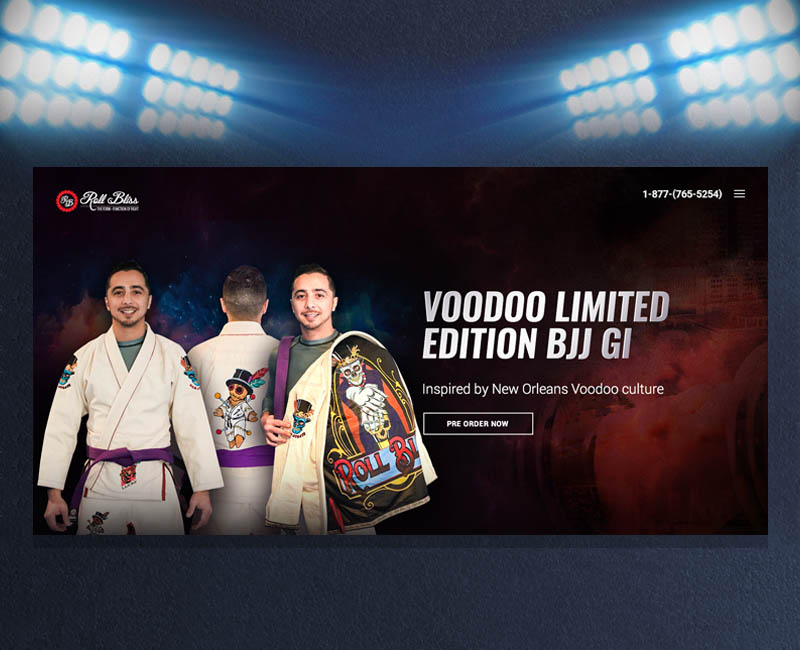 Roll Bliss
1-877-(765-5254)
VOODOO LIMITED
EDITION BJJ GI
Inspired by New Orleans Voodoo culture
PRE ORDER NOW
ROLL BL